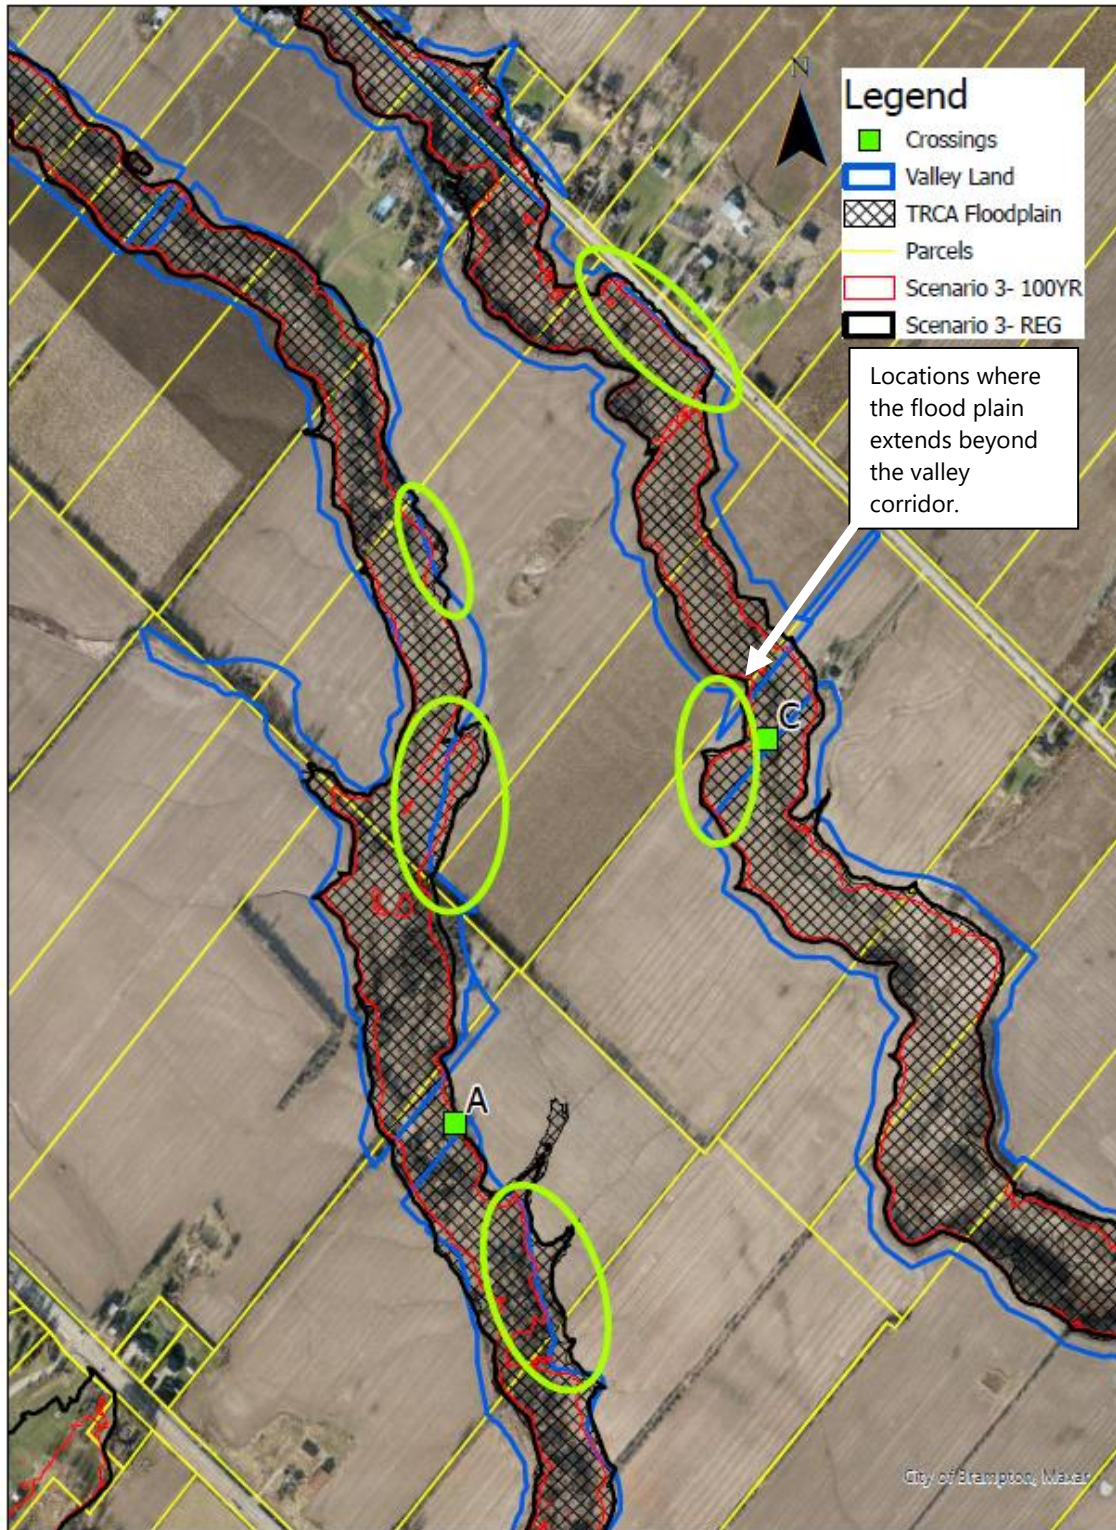 N
Legend
Crossings
Valley Land
TRCA Floodplain
Parcels
Scenario 3- 100YR
Scenario 3- REG
Locations where
the flood plain
extends beyond
the valley
corridor.
C
A
City of Brampton, Maxar